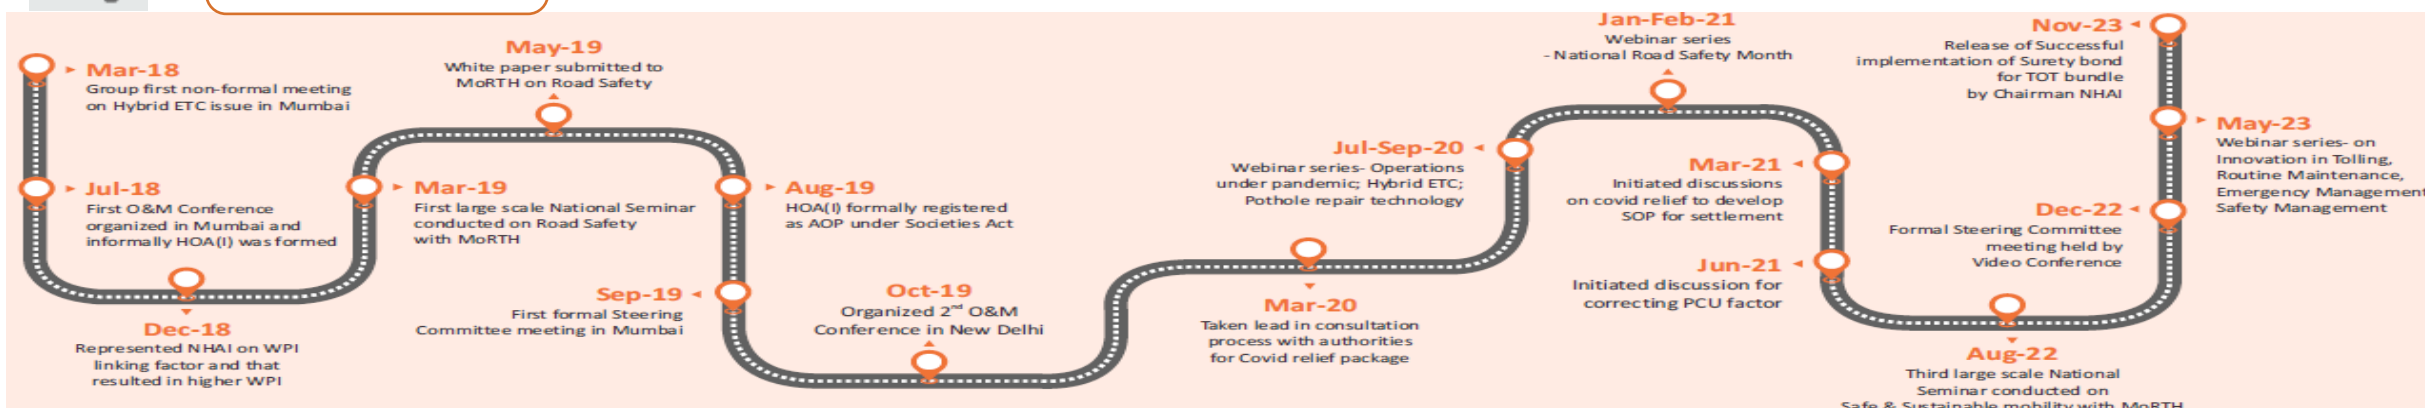 Mar-18
Group first non-formal meeting
on Hybrid ETC issue in Mumbai
Jul-18
First O&M Conference
organized in Mumbai and
informally HOA(I) was formed
Dec-18
Represented NHAI on WPI
linking factor and that
resulted in higher WPI
Mar-19
First large scale National Seminar
conducted on Road Safety
with MoRTH
May-19
White paper submitted to
MoRTH on Road Safety
Aug-19
HOA(I) formally registered
as AOP under Societies Act
Sep-19
First formal Steering
Committee meeting in Mumbai
Oct-19
Organized 2nd O&M
Conference in New Delhi
Mar-20
Taken lead in consultation
process with authorities
for Covid relief package
Jul-Sep-20
Webinar series- Operations
under pandemic; Hybrid ETC;
Pothole repair technology
Jan-Feb-21
Webinar series
- National Road Safety Month
Mar-21
Initiated discussions
on covid relief to develop
SOP for settlement
Jun-21
Initiated discussion for
correcting PCU factor
Aug-22
Third large scale National
Seminar conducted on
Safe & Sustainable mobility with MoRTH
Dec-22
Formal Steering Committee
meeting held by
Video Conference
May-23
Webinar series- on
Innovation in Tolling,
Routine Maintenance,
Emergency Management
Safety Management
Nov-23
Release of Successful
implementation of Surety bond
for TOT bundle
by Chairman NHAI